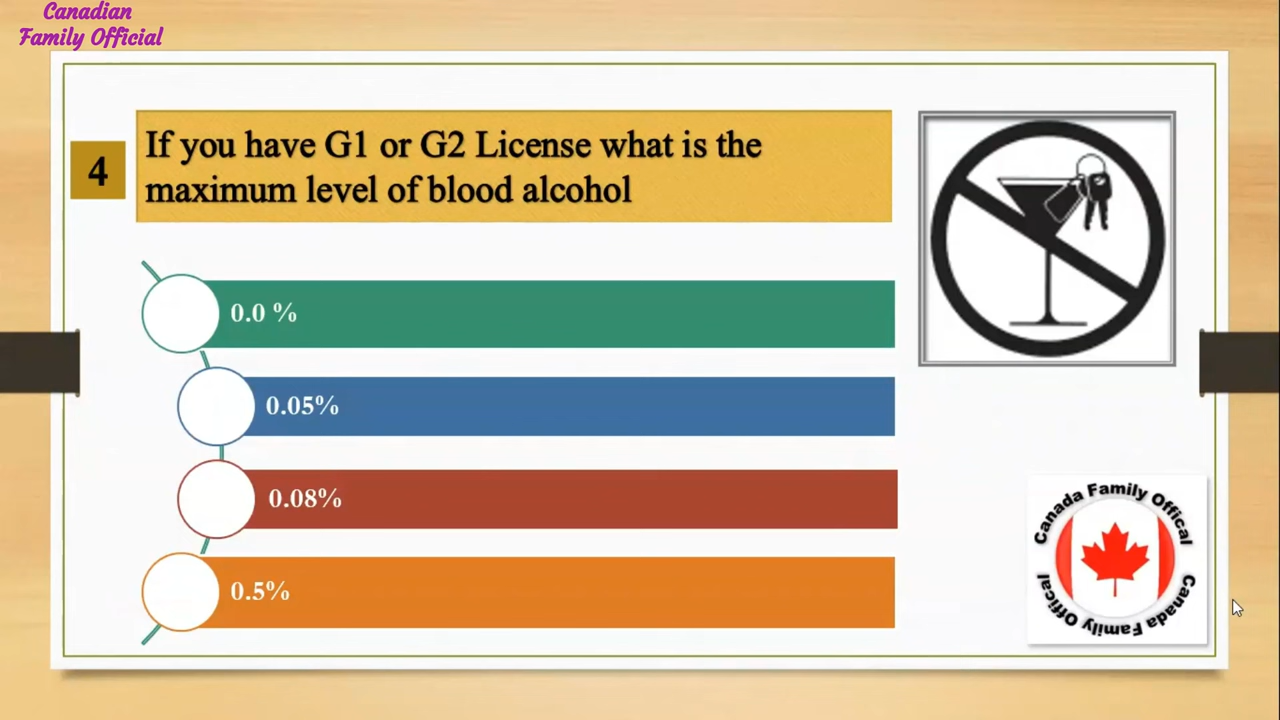 Canadian
Family Official
4
If you have G1 or G2 License what is the
maximum level of blood alcohol
0.0 %
0.05%
0.08%
0.5%
Canada Family Offical
Canada Family Offical